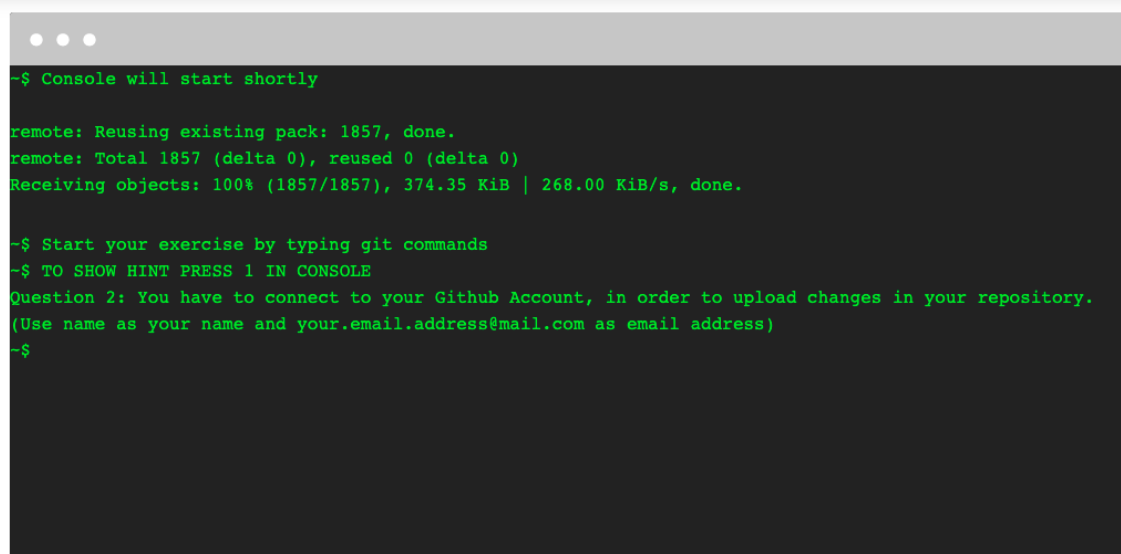 ~$ Console will start shortly
remote: Reusing existing pack: 1857, done.
remote: Total 1857 (delta 0), reused 0 (delta 0)
Receiving objects: 100% (1857/1857), 374.35 KiB | 268.00 KiB/s, done.
~$ Start your exercise by typing git commands
~$ TO SHOW HINT PRESS 1 IN CONSOLE
Question 2: You have to connect to your Github Account, in order to upload changes in your repository.
(Use name as your name and your.email.address@mail.com as email address)
~$